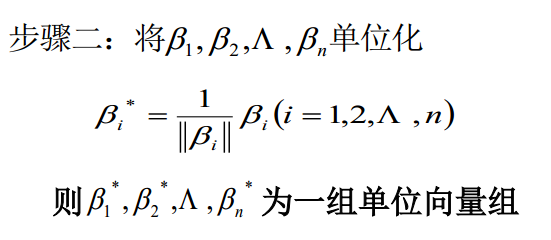 步骤二：将β₁,β₂,Λ ,βₙ单位化
βᵢ* = 1/‖βᵢ‖ βᵢ(i = 1,2,Λ ,n)
则β₁*,β₂*,Λ ,βₙ* 为一组单位向量组